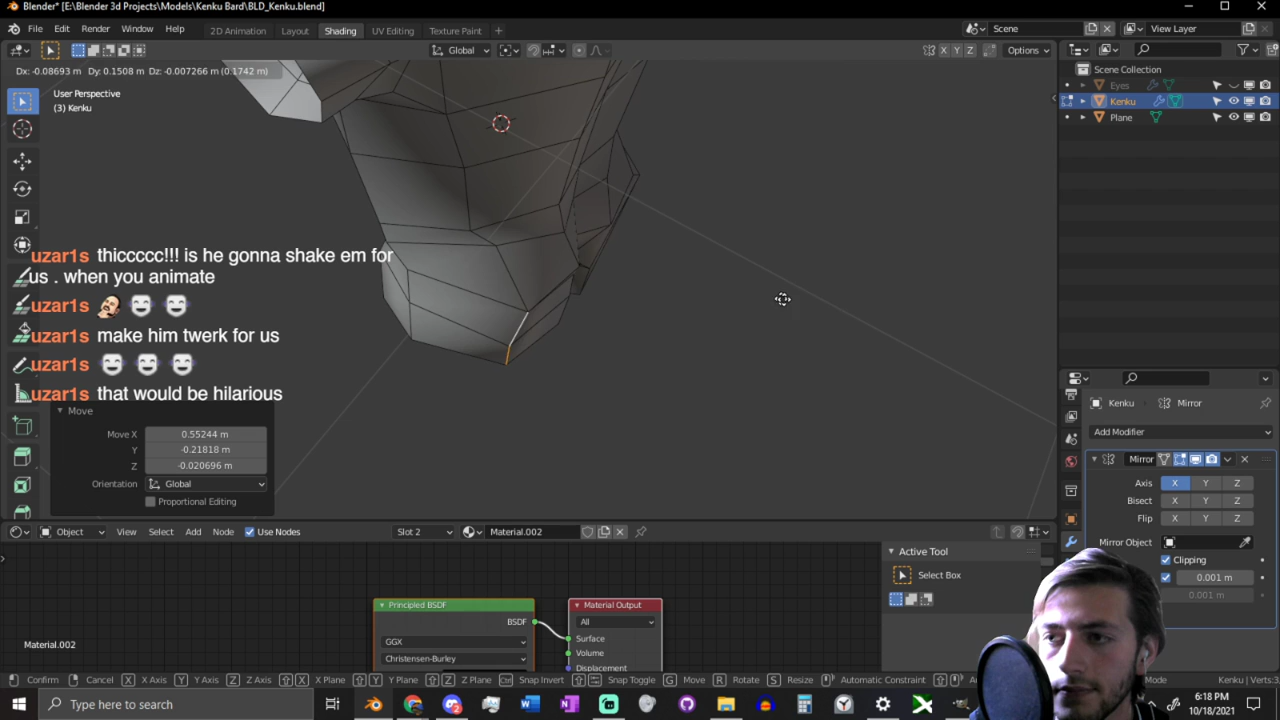 Blender* [E:\Blender 3d Projects\Models\Kenku Bard\BLD_Kenku.blend]
File Edit Render Window Help 2D Animation Layout Shading UV Editing Texture Paint + Scene View Layer
Global X Y Z Options
Dx: -0.08693 m Dy: 0.1508 m Dz: -0.007266 m (0.1742 m)
User Perspective
(3) Kenku
Scene Collection
Eyes
Kenku
Plane
uzar1s thiccccc!!! is he gonna shake em for
us . when you animate
uzar1s
uzar1s make him twerk for us
uzar1s
uzar1s that would be hilarious
Move
Move X 0.55244 m
Y -0.21818 m
Z -0.020696 m
Orientation Global
Proportional Editing
Kenku Mirror
Add Modifier
Mirror
Axis X Y Z
Bisect X Y Z
Flip X Y Z
Mirror Object
Clipping
0.001 m
0.001 m
Object View Select Add Node Use Nodes Slot 2 Material.002
Active Tool
Select Box
Principled BSDF
BSDF
GGX
Christensen-Burley
Material Output
All
Surface
Volume
Displacement
Material.002
Confirm Cancel X X Axis Y Y Axis Z Z Axis X X Plane Y Y Plane Z Z Plane Ctrl Snap Invert Snap Toggle G Move R Rotate S Resize Automatic Constraint Mode Kenku | Verts:3
Type here to search
6:18 PM
10/18/2021